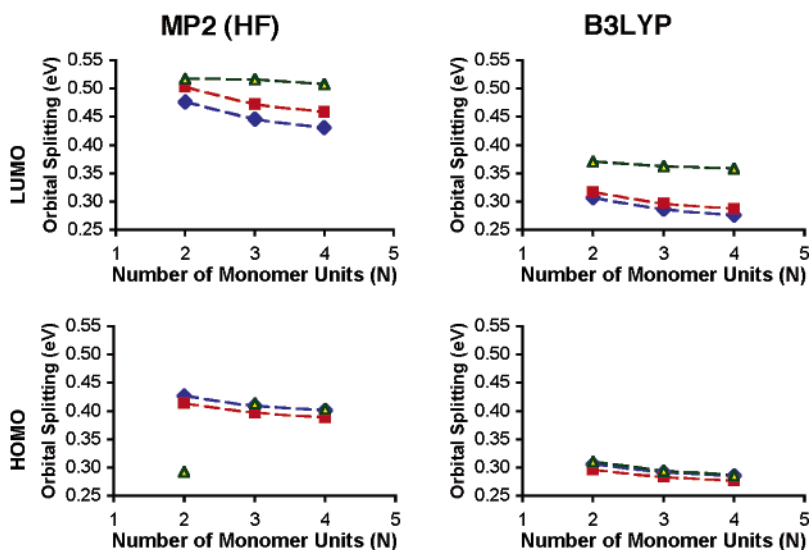 MP2 (HF)
B3LYP
LUMO
Orbital Splitting (eV)
0.55
0.50
0.45
0.40
0.35
0.30
0.25
1 2 3 4 5
Number of Monomer Units (N)
Orbital Splitting (eV)
0.55
0.50
0.45
0.40
0.35
0.30
0.25
1 2 3 4 5
Number of Monomer Units (N)
HOMO
Orbital Splitting (eV)
0.55
0.50
0.45
0.40
0.35
0.30
0.25
1 2 3 4 5
Number of Monomer Units (N)
Orbital Splitting (eV)
0.55
0.50
0.45
0.40
0.35
0.30
0.25
1 2 3 4 5
Number of Monomer Units (N)